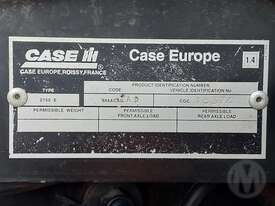 CASE IH
Case Europe
1.4
CASE EUROPE, ROISSY, FRANCE
PRODUCT IDENTIFICATION NUMBER
TYPE
CODE
VEHICLE IDENTIFICATION No
PERMISSIBLE WEIGHT
PERMISSIBLE
FRONT AXLE LOAD
PERMISSIBLE
REAR AXLE LOAD